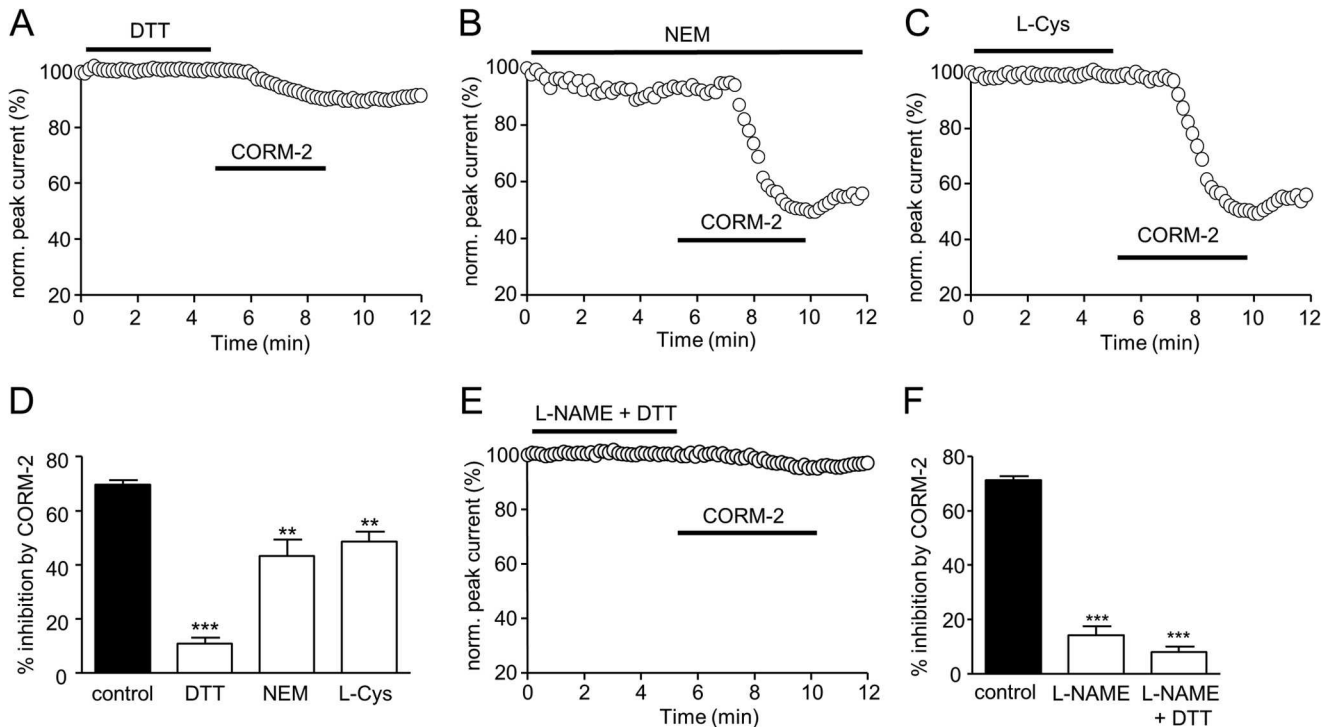 A
DTT
norm. peak current (%)
100
80
60
40
20
CORM-2
0 2 4 6 8 10 12
Time (min)
B
NEM
norm. peak current (%)
100
80
60
40
20
CORM-2
0 2 4 6 8 10 12
Time (min)
C
L-Cys
norm. peak current (%)
100
80
60
40
20
CORM-2
0 2 4 6 8 10 12
Time (min)
D
% inhibition by CORM-2
80
60
40
20
0
***
**
**
control DTT NEM L-Cys
E
L-NAME + DTT
norm. peak current (%)
100
80
60
40
20
CORM-2
0 2 4 6 8 10 12
Time (min)
F
% inhibition by CORM-2
80
60
40
20
0
***
***
control L-NAME L-NAME
+ DTT